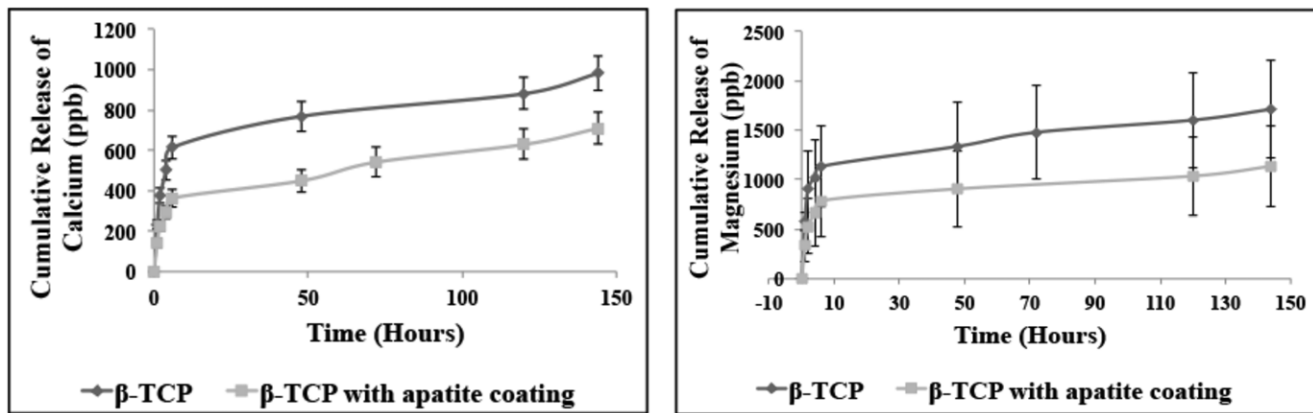 Cumulative Release of
Calcium (ppb)
1200
1000
800
600
400
200
0
0 50 100 150
Time (Hours)
β-TCP β-TCP with apatite coating
Cumulative Release of
Magnesium (ppb)
2500
2000
1500
1000
500
0
-10 10 30 50 70 90 110 130 150
Time (Hours)
β-TCP β-TCP with apatite coating